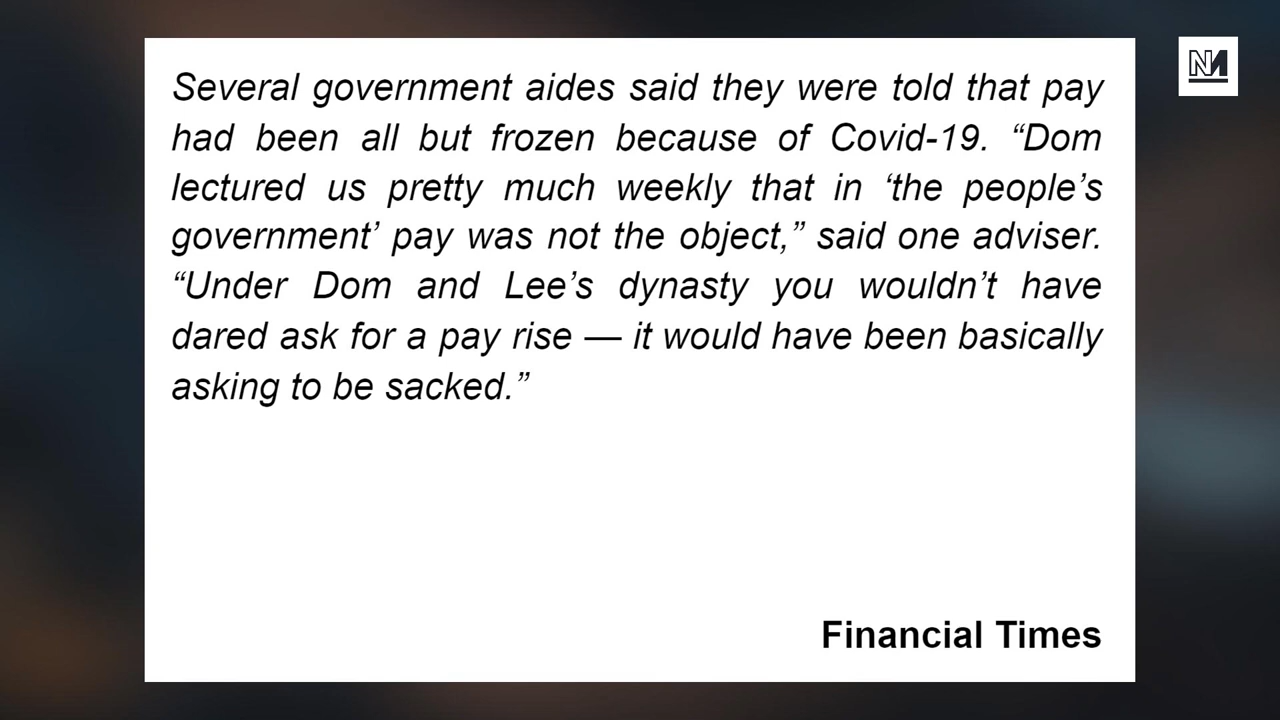 Several government aides said they were told that pay
had been all but frozen because of Covid-19. “Dom
lectured us pretty much weekly that in ‘the people’s
government’ pay was not the object,” said one adviser.
“Under Dom and Lee’s dynasty you wouldn’t have
dared ask for a pay rise — it would have been basically
asking to be sacked.”
Financial Times
NM